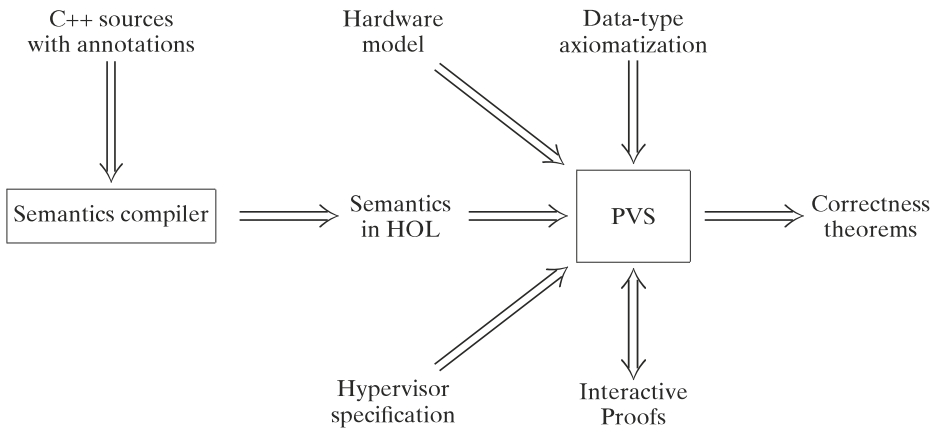 C++ sources
with annotations
Hardware
model
Data-type
axiomatization
Semantics compiler
Semantics
in HOL
PVS
Correctness
theorems
Hypervisor
specification
Interactive
Proofs